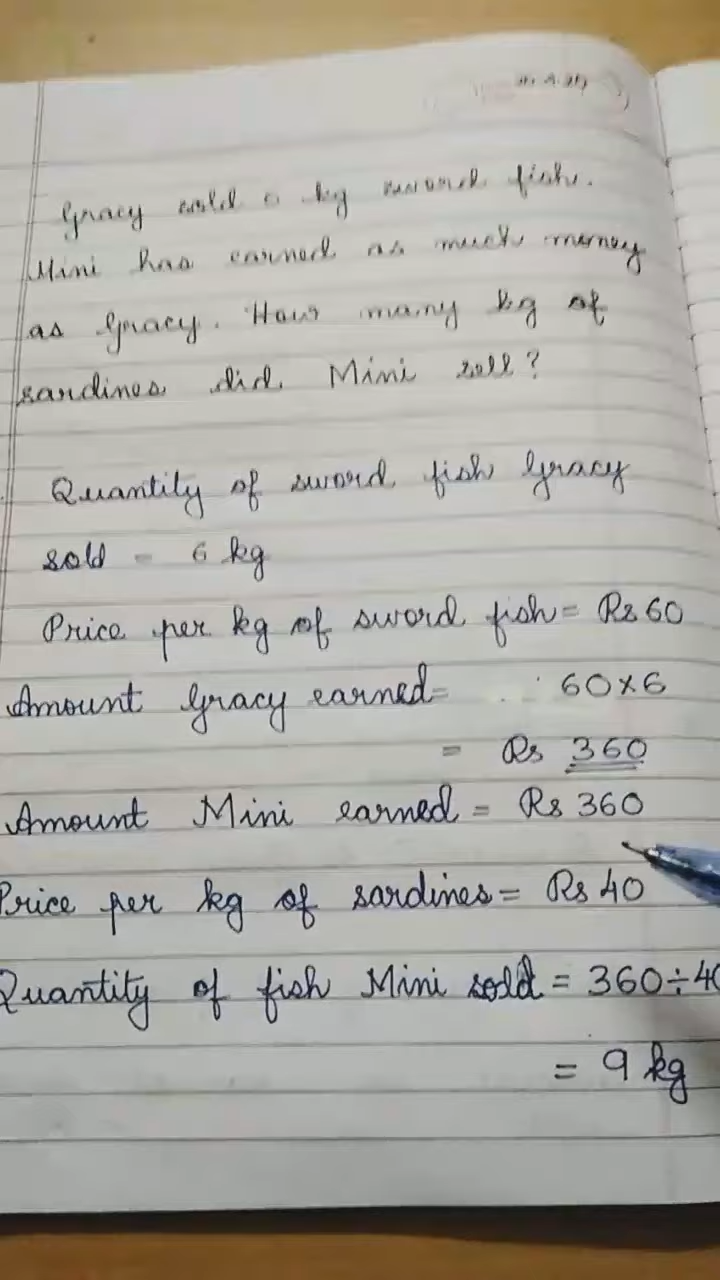 Gracy sold 6 kg sword fish.
Mini has earned as much money
as Gracy. How many kg of
sardines did Mini sell?
Quantity of sword fish Gracy
sold = 6 kg
Price per kg of sword fish = Rs 60
Amount Gracy earned = 60×6
= Rs 360
Amount Mini earned = Rs 360
Price per kg of sardines = Rs 40
Quantity of fish Mini sold = 360÷40
= 9 kg